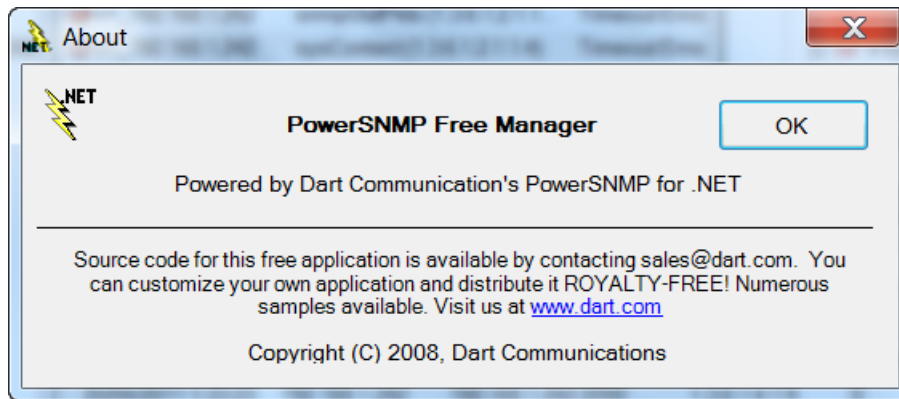 .NET About
.NET
PowerSNMP Free Manager
OK
Powered by Dart Communication's PowerSNMP for .NET
Source code for this free application is available by contacting sales@dart.com. You
can customize your own application and distribute it ROYALTY-FREE! Numerous
samples available. Visit us at www.dart.com
Copyright (C) 2008, Dart Communications